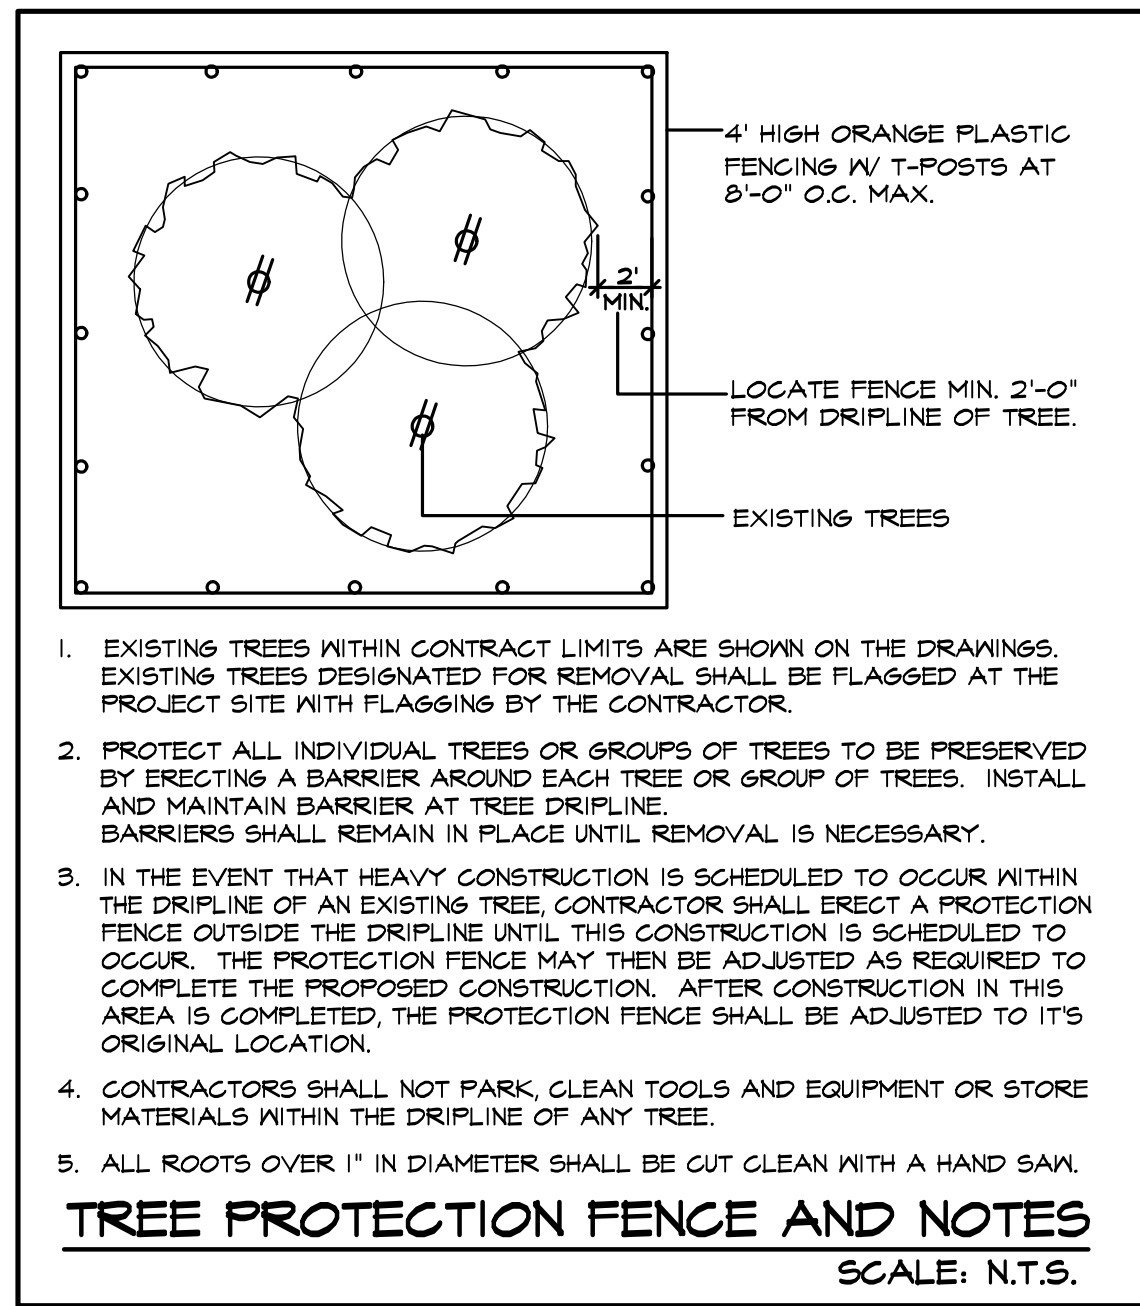 4' HIGH ORANGE PLASTIC
FENCING W/ T-POSTS AT
8'-0" O.C. MAX.
2'
MIN.
LOCATE FENCE MIN. 2'-0"
FROM DRIPLINE OF TREE.
EXISTING TREES
1. EXISTING TREES WITHIN CONTRACT LIMITS ARE SHOWN ON THE DRAWINGS.
EXISTING TREES DESIGNATED FOR REMOVAL SHALL BE FLAGGED AT THE
PROJECT SITE WITH FLAGGING BY THE CONTRACTOR.
2. PROTECT ALL INDIVIDUAL TREES OR GROUPS OF TREES TO BE PRESERVED
BY ERECTING A BARRIER AROUND EACH TREE OR GROUP OF TREES. INSTALL
AND MAINTAIN BARRIER AT TREE DRIPLINE.
BARRIERS SHALL REMAIN IN PLACE UNTIL REMOVAL IS NECESSARY.
3. IN THE EVENT THAT HEAVY CONSTRUCTION IS SCHEDULED TO OCCUR WITHIN
THE DRIPLINE OF AN EXISTING TREE, CONTRACTOR SHALL ERECT A PROTECTION
FENCE OUTSIDE THE DRIPLINE UNTIL THIS CONSTRUCTION IS SCHEDULED TO
OCCUR. THE PROTECTION FENCE MAY THEN BE ADJUSTED AS REQUIRED TO
COMPLETE THE PROPOSED CONSTRUCTION. AFTER CONSTRUCTION IN THIS
AREA IS COMPLETED, THE PROTECTION FENCE SHALL BE ADJUSTED TO IT'S
ORIGINAL LOCATION.
4. CONTRACTORS SHALL NOT PARK, CLEAN TOOLS AND EQUIPMENT OR STORE
MATERIALS WITHIN THE DRIPLINE OF ANY TREE.
5. ALL ROOTS OVER 1" IN DIAMETER SHALL BE CUT CLEAN WITH A HAND SAW.
TREE PROTECTION FENCE AND NOTES
SCALE: N.T.S.